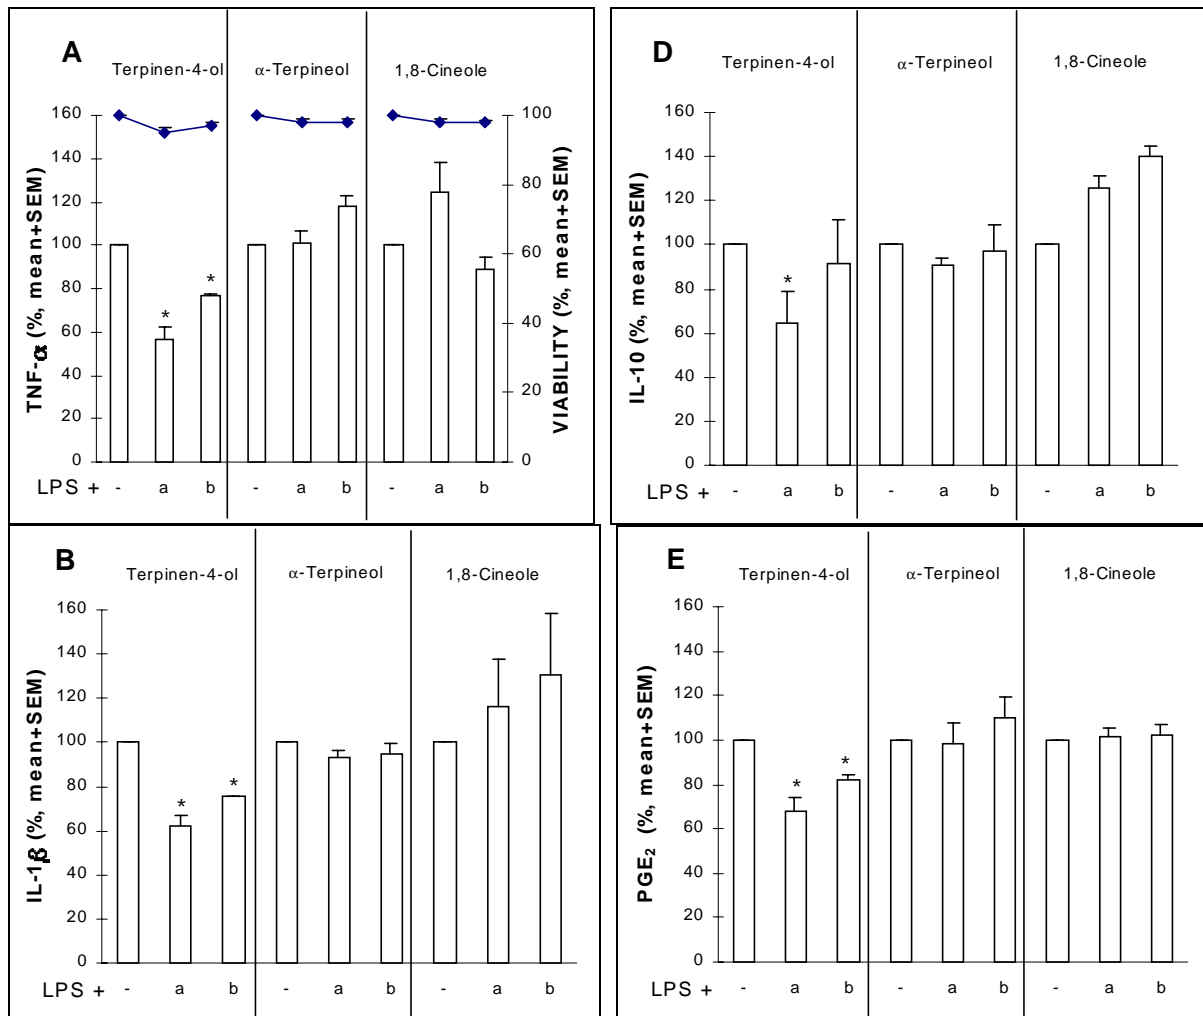 A
Terpinen-4-ol
α-Terpineol
1,8-Cineole
TNF-α (%, mean+SEM)
160
140
120
100
80
60
40
20
0
*
*
100
80
60
40
20
0
VIABILITY (%, mean+SEM)
LPS + - a b - a b - a b
D
Terpinen-4-ol
α-Terpineol
1,8-Cineole
IL-10 (%, mean+SEM)
160
140
120
100
80
60
40
20
0
*
LPS + - a b - a b - a b
B
Terpinen-4-ol
α-Terpineol
1,8-Cineole
IL-1β (%, mean+SEM)
160
140
120
100
80
60
40
20
0
*
*
LPS + - a b - a b - a b
E
Terpinen-4-ol
α-Terpineol
1,8-Cineole
PGE₂ (%, mean+SEM)
160
140
120
100
80
60
40
20
0
*
*
LPS + - a b - a b - a b